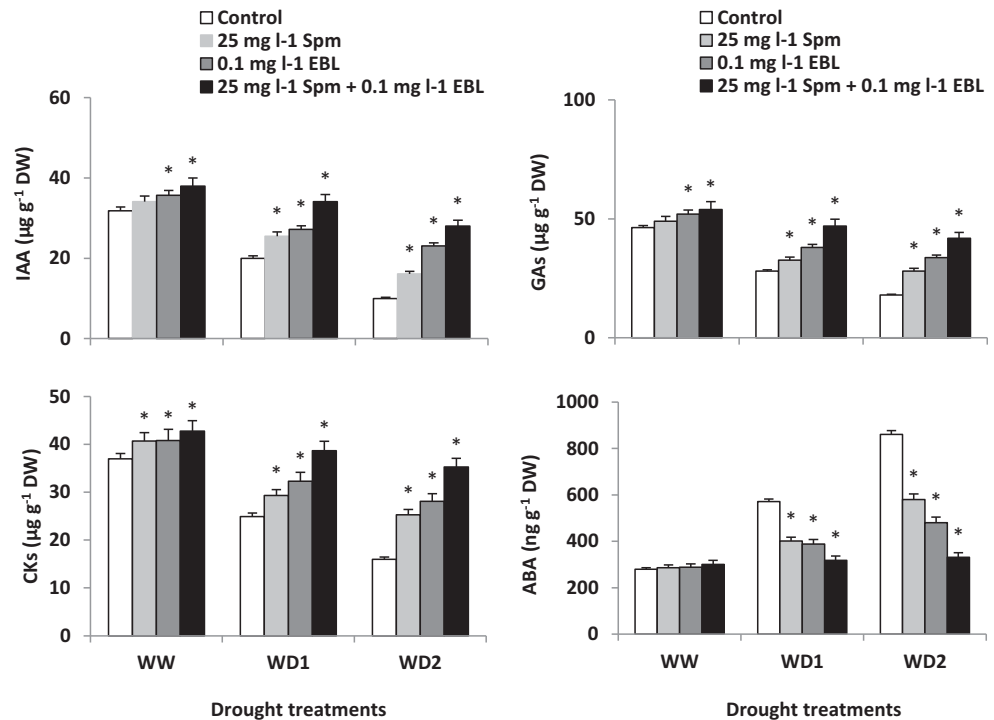 Control
25 mg l-1 Spm
0.1 mg l-1 EBL
25 mg l-1 Spm + 0.1 mg l-1 EBL
60
40
20
0
IAA (µg g⁻¹ DW)
* * * * * * * *
Control
25 mg l-1 Spm
0.1 mg l-1 EBL
25 mg l-1 Spm + 0.1 mg l-1 EBL
100
50
0
GAs (µg g⁻¹ DW)
* * * * * * * *
50
40
30
20
10
0
CKs (µg g⁻¹ DW)
* * * * * * * * *
WW WD1 WD2
Drought treatments
1000
800
600
400
200
0
ABA (ng g⁻¹ DW)
* * * * * *
WW WD1 WD2
Drought treatments